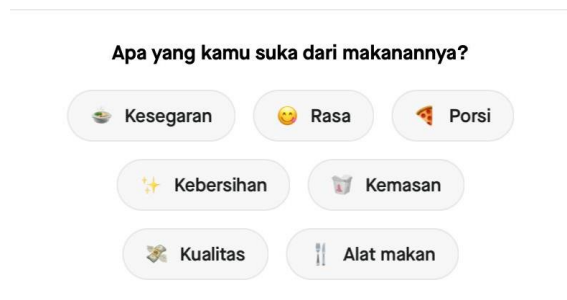 Apa yang kamu suka dari makanannya?
Kesegaran Rasa Porsi
Kebersihan Kemasan
Kualitas Alat makan